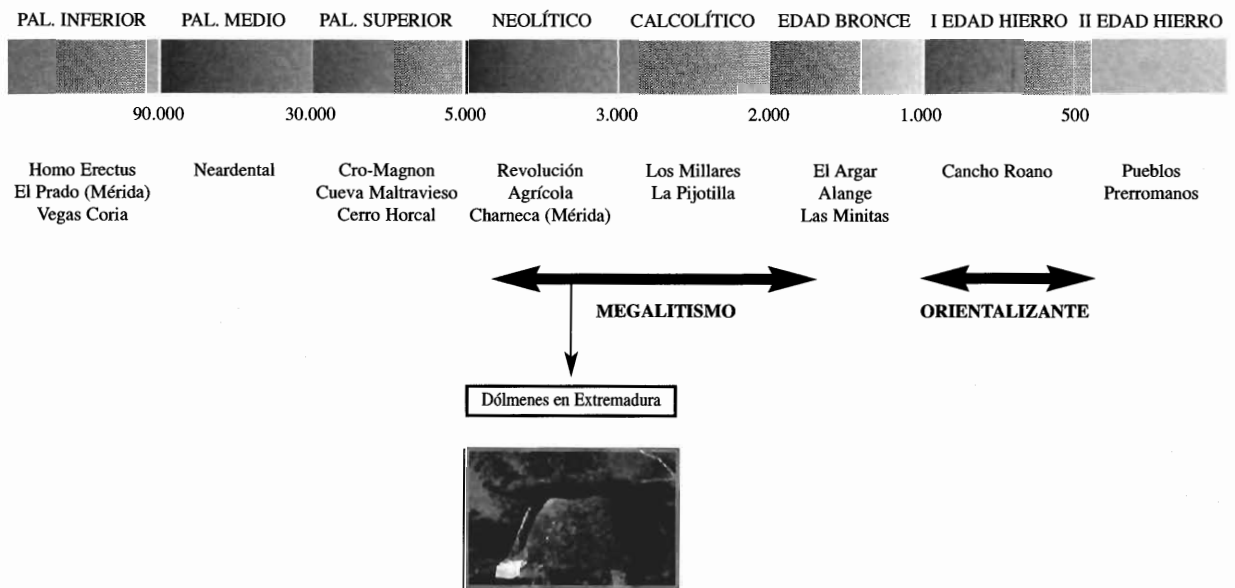 PAL. INFERIOR PAL. MEDIO PAL. SUPERIOR NEOLÍTICO CALCOLÍTICO EDAD BRONCE I EDAD HIERRO II EDAD HIERRO
90.000 30.000 5.000 3.000 2.000 1.000 500
Homo Erectus
El Prado (Mérida)
Vegas Coria
Neardental
Cro-Magnon
Cueva Maltravieso
Cerro Horcal
Revolución
Agrícola
Charneca (Mérida)
Los Millares
La Pijotilla
El Argar
Alange
Las Minitas
Cancho Roano
Pueblos
Prerromanos
MEGALITISMO
ORIENTALIZANTE
Dólmenes en Extremadura